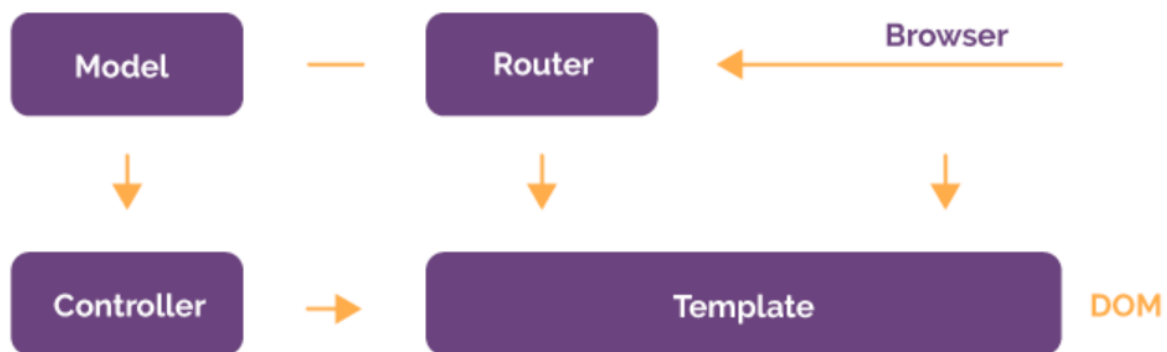 Browser
Model
Router
Controller
Template
DOM